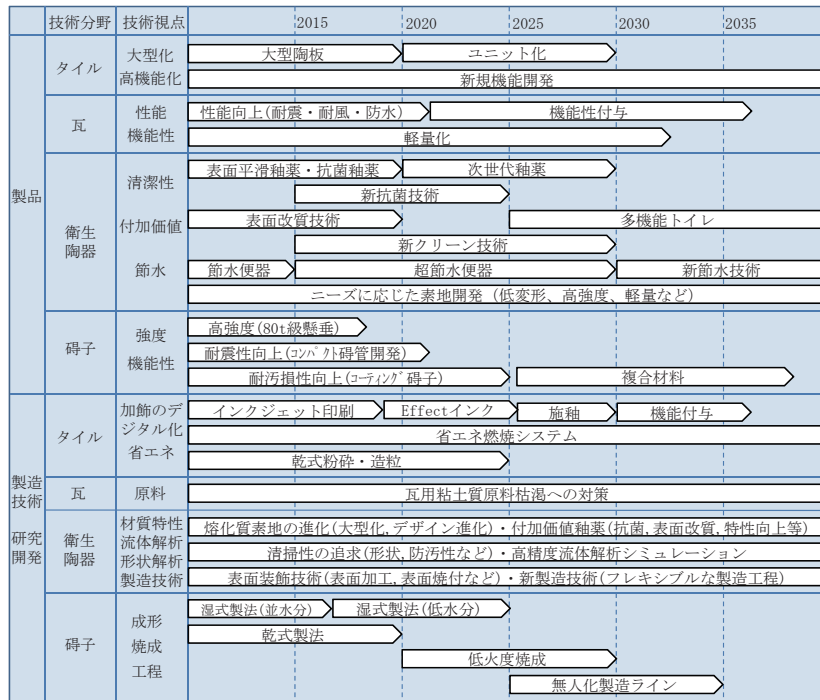 技術分野 技術視点 2015 2020 2025 2030 2035
製品
タイル
大型化
高機能化
大型陶板 ユニット化
新規機能開発
瓦
性能
機能性
性能向上(耐震・耐風・防水) 機能性付与
軽量化
衛生
陶器
清潔性
表面平滑釉薬・抗菌釉薬 次世代釉薬
新抗菌技術
付加価値
表面改質技術 多機能トイレ
新クリーン技術
節水
節水便器 超節水便器 新節水技術
ニーズに応じた素地開発（低変形、高強度、軽量など）
碍子
強度
機能性
高強度(80t級懸垂)
耐震性向上(ｺﾝﾊﾟｸﾄ碍管開発)
耐汚損性向上(ｺｰﾃｨﾝｸﾞ碍子) 複合材料
製造
技術
研究
開発
タイル
加飾のデ
ジタル化
省エネ
インクジェット印刷 Effectインク 施釉 機能付与
省エネ燃焼システム
乾式粉砕・造粒
瓦
原料
瓦用粘土質原料枯渇への対策
衛生
陶器
材質特性
流体解析
形状解析
製造技術
熔化質素地の進化(大型化,デザイン進化)・付加価値釉薬(抗菌,表面改質,特性向上等)
清掃性の追求(形状,防汚性など)・高精度流体解析シミュレーション
表面装飾技術(表面加工,表面焼付など)・新製造技術(フレキシブルな製造工程)
碍子
成形
焼成
工程
湿式製法(並水分) 湿式製法(低水分)
乾式製法
低火度焼成
無人化製造ライン